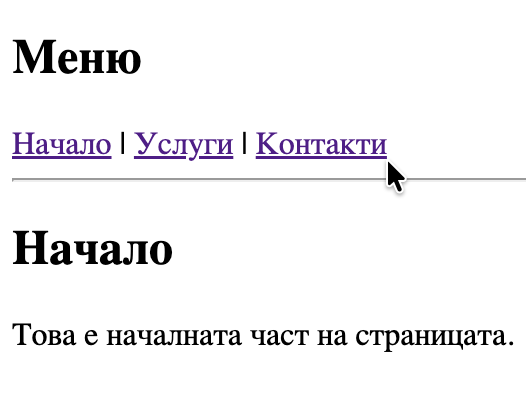 Меню
Начало | Услуги | Контакти
Начало
Това е началната част на страницата.